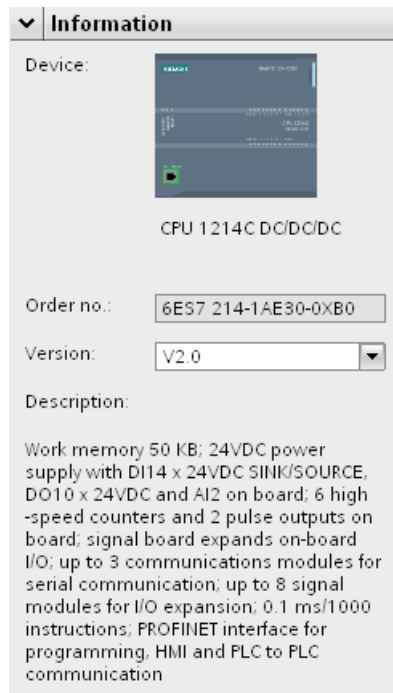 Information
Device:
SIEMENS
CPU 1214C DC/DC/DC
Order no.:
6ES7 214-1AE30-0XB0
Version:
V2.0
Description:
Work memory 50 KB; 24VDC power
supply with DI14 x 24VDC SINK/SOURCE,
DO10 x 24VDC and AI2 on board; 6 high
-speed counters and 2 pulse outputs on
board; signal board expands on-board
I/O; up to 3 communications modules for
serial communication; up to 8 signal
modules for I/O expansion; 0.1 ms/1000
instructions; PROFINET interface for
programming, HMI and PLC to PLC
communication